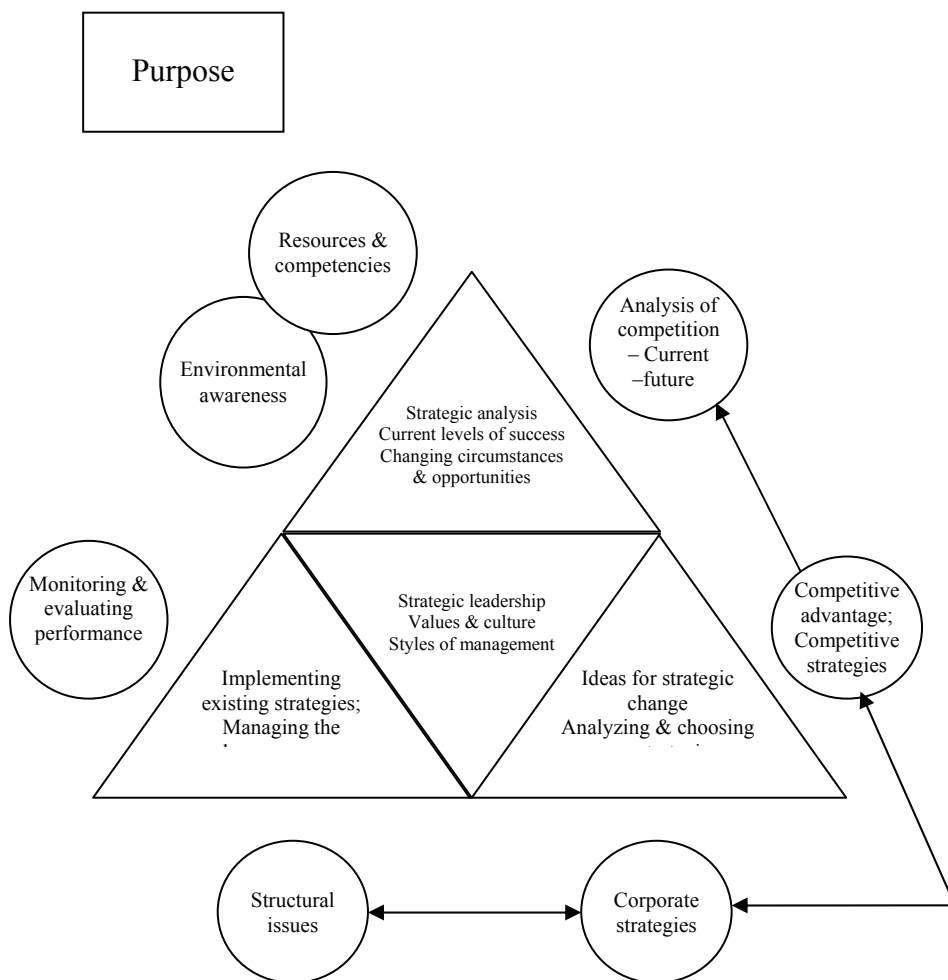 Purpose
Resources &
competencies
Environmental
awareness
Analysis of
competition
– Current
–future
Strategic analysis
Current levels of success
Changing circumstances
& opportunities
Monitoring &
evaluating
performance
Strategic leadership
Values & culture
Styles of management
Competitive
advantage;
Competitive
strategies
Implementing
existing strategies;
Managing the
Ideas for strategic
change
Analyzing & choosing
Structural
issues
Corporate
strategies